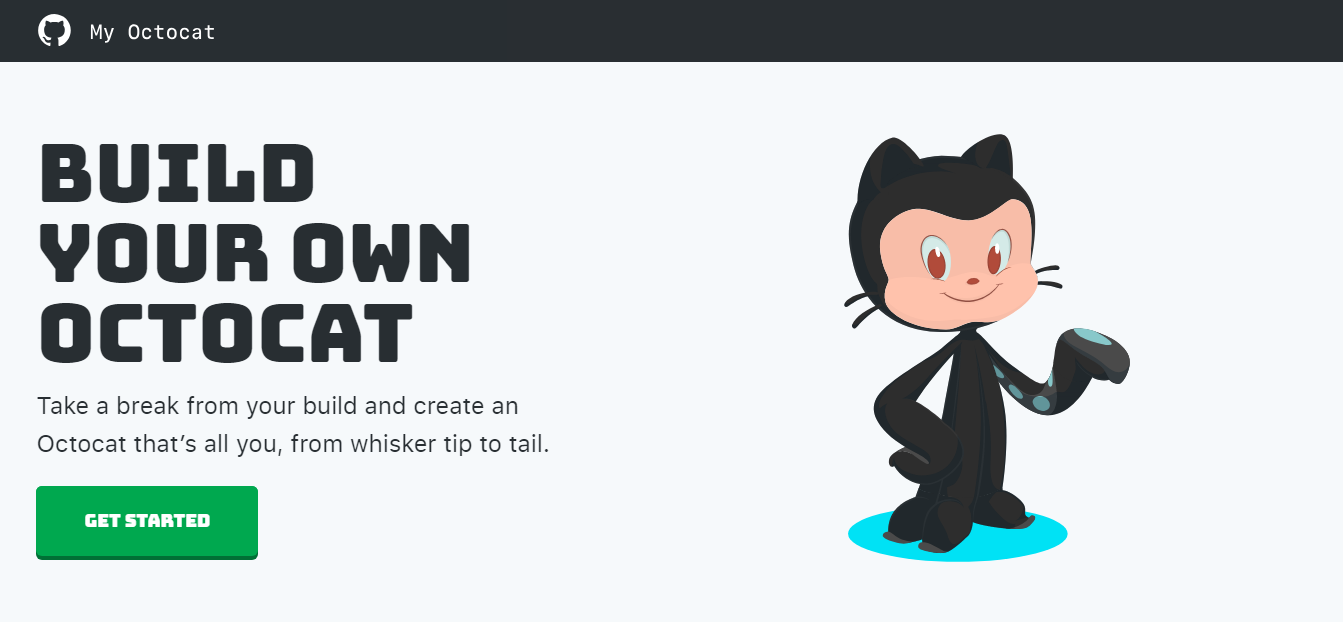 My Octocat
BUILD
YOUR OWN
OCTOCAT
Take a break from your build and create an
Octocat that’s all you, from whisker tip to tail.
GET STARTED